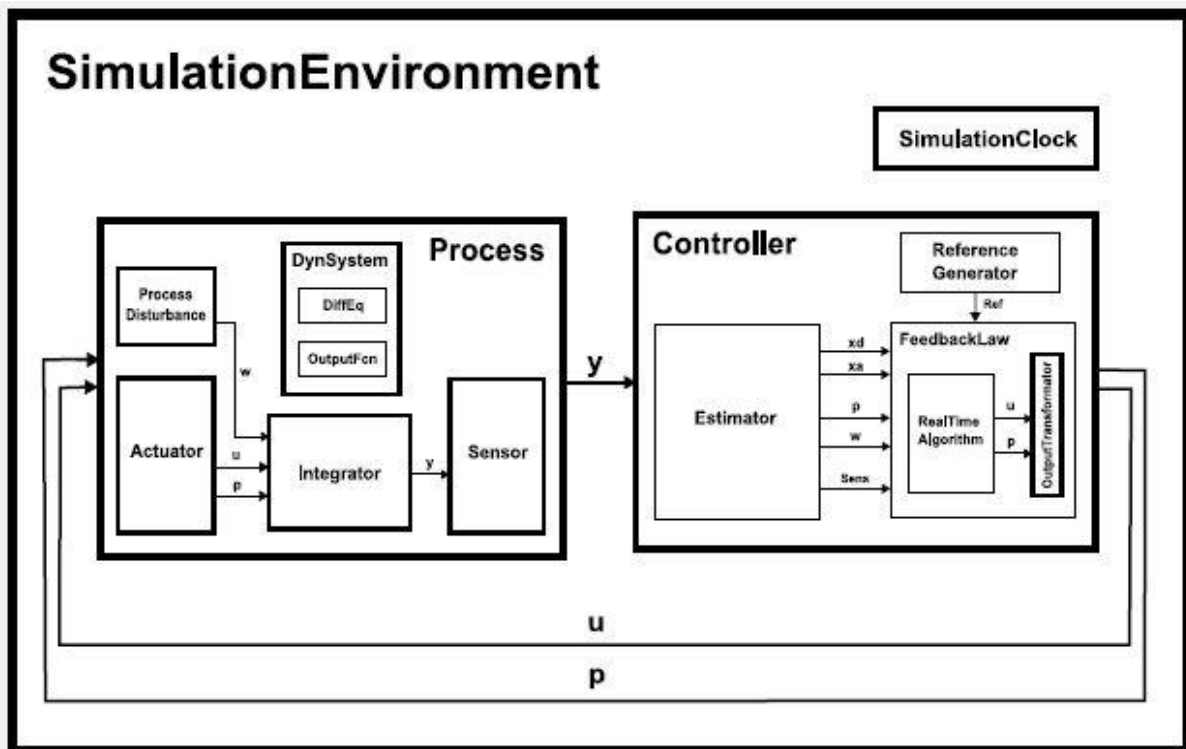 SimulationEnvironment
SimulationClock
Process
DynSystem
DiffEq
OutputFcn
Process
Disturbance
w
Actuator
u
p
Integrator
y
Sensor
y
Controller
Reference
Generator
Ref
Estimator
xd
xa
p
w
Sens
FeedbackLaw
RealTime
Algorithm
u
p
OutputTransformator
u
p